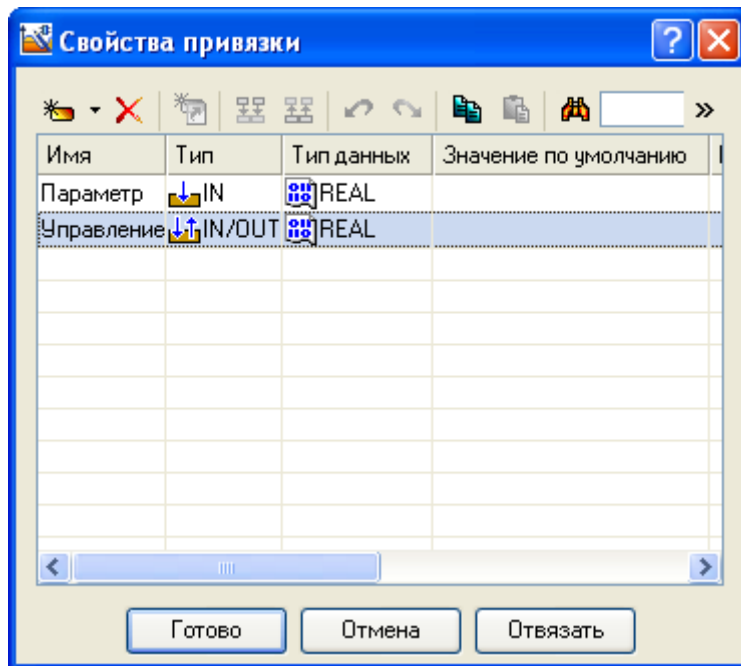 Свойства привязки
Имя Тип Тип данных Значение по умолчанию
Параметр IN REAL
Управление IN/OUT REAL
Готово Отмена Отвязать